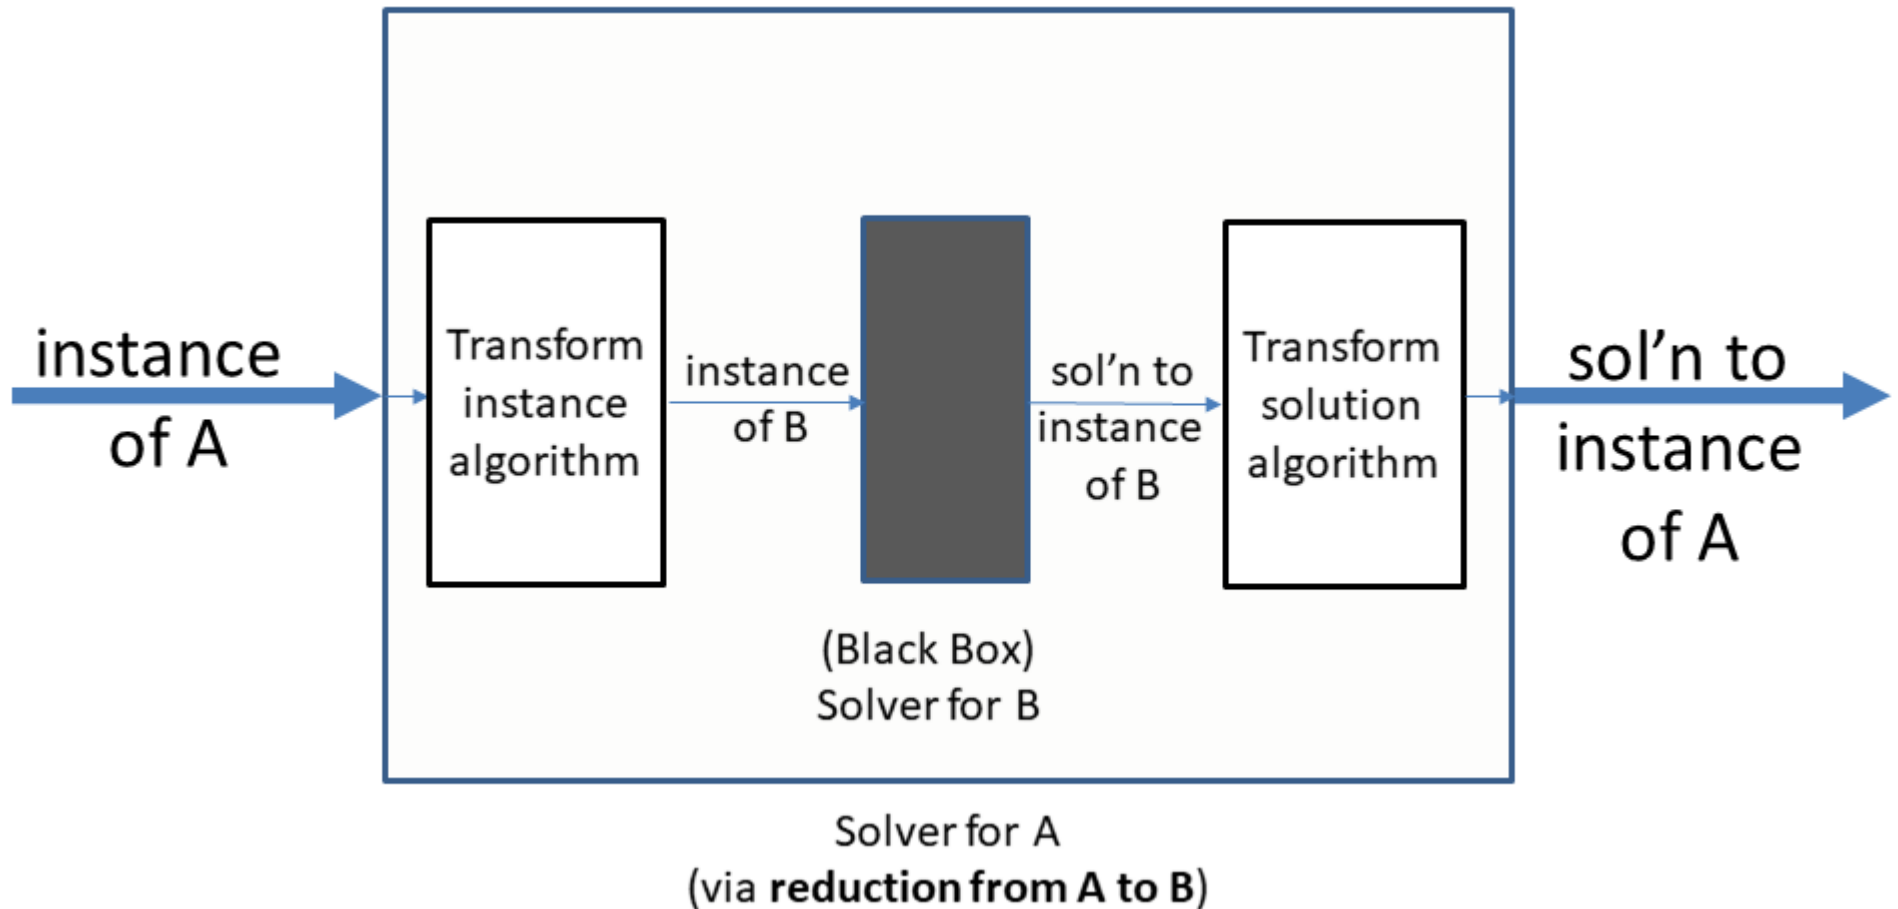 instance
of A
Transform
instance
algorithm
instance
of B
sol’n to
instance
of B
Transform
solution
algorithm
sol’n to
instance
of A
(Black Box)
Solver for B
Solver for A
(via reduction from A to B)